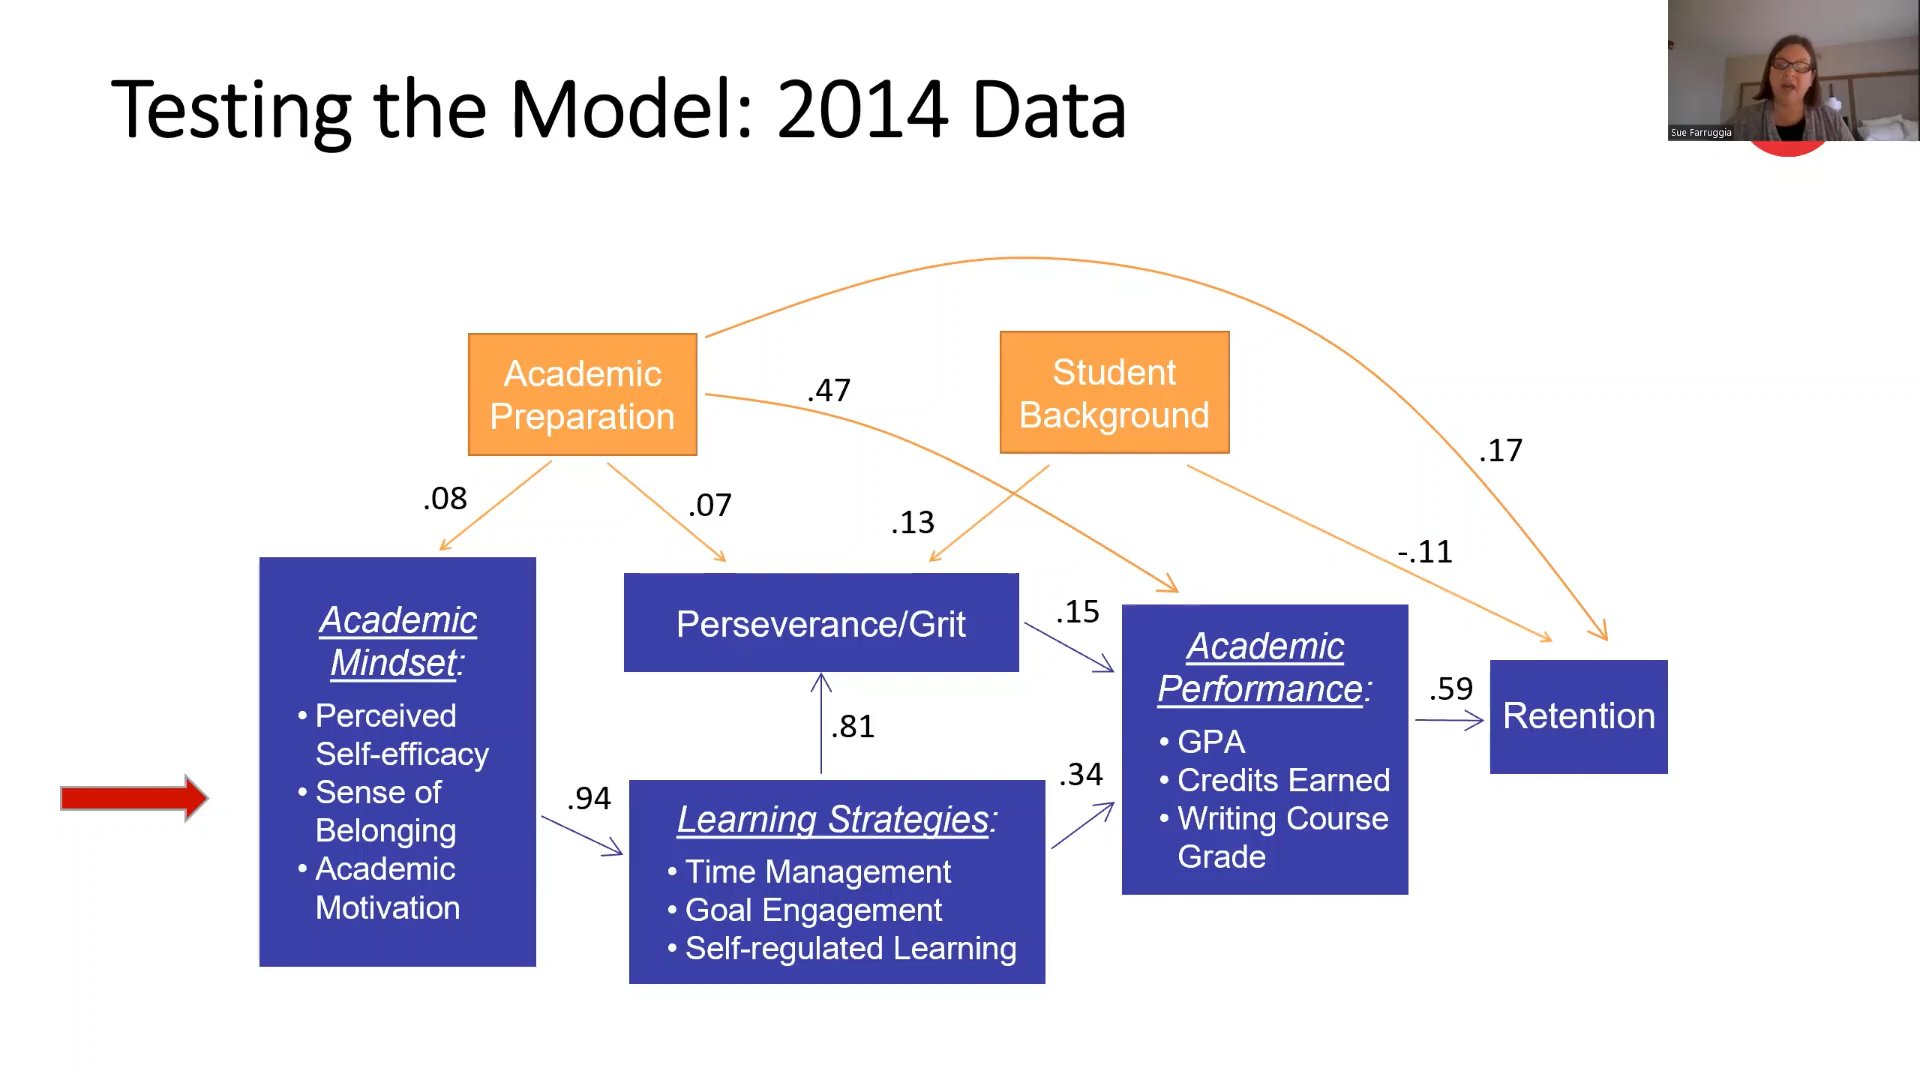 Testing the Model: 2014 Data
Sue Farruggia
Academic
Preparation
Student
Background
.47
.17
.08
.07
.13
-.11
Academic
Mindset:
• Perceived
Self-efficacy
• Sense of
Belonging
• Academic
Motivation
Perseverance/Grit
.15
Academic
Performance:
• GPA
• Credits Earned
• Writing Course
Grade
.59
Retention
.81
.94
.34
Learning Strategies:
• Time Management
• Goal Engagement
• Self-regulated Learning